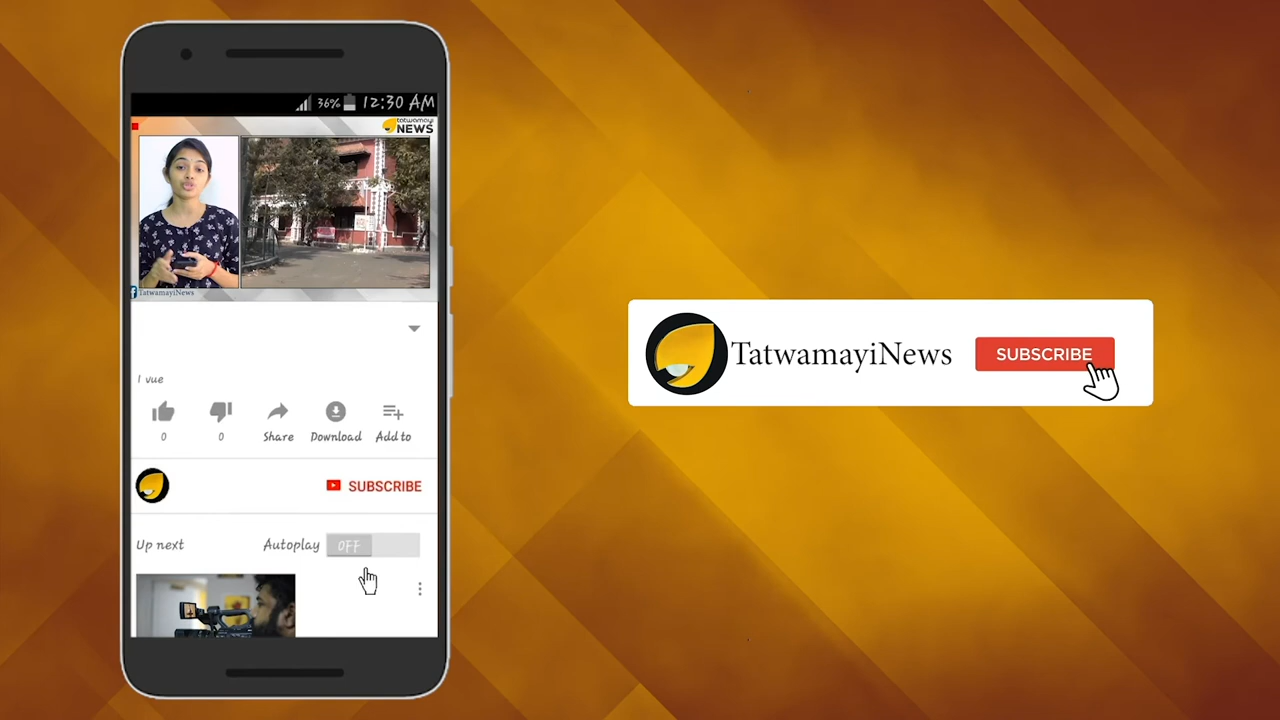 36% 12:30 AM
tatwamayi
NEWS
TatwamayiNews
1 vue
0 0 Share Download Add to
SUBSCRIBE
Up next Autoplay OFF
TatwamayiNews SUBSCRIBE